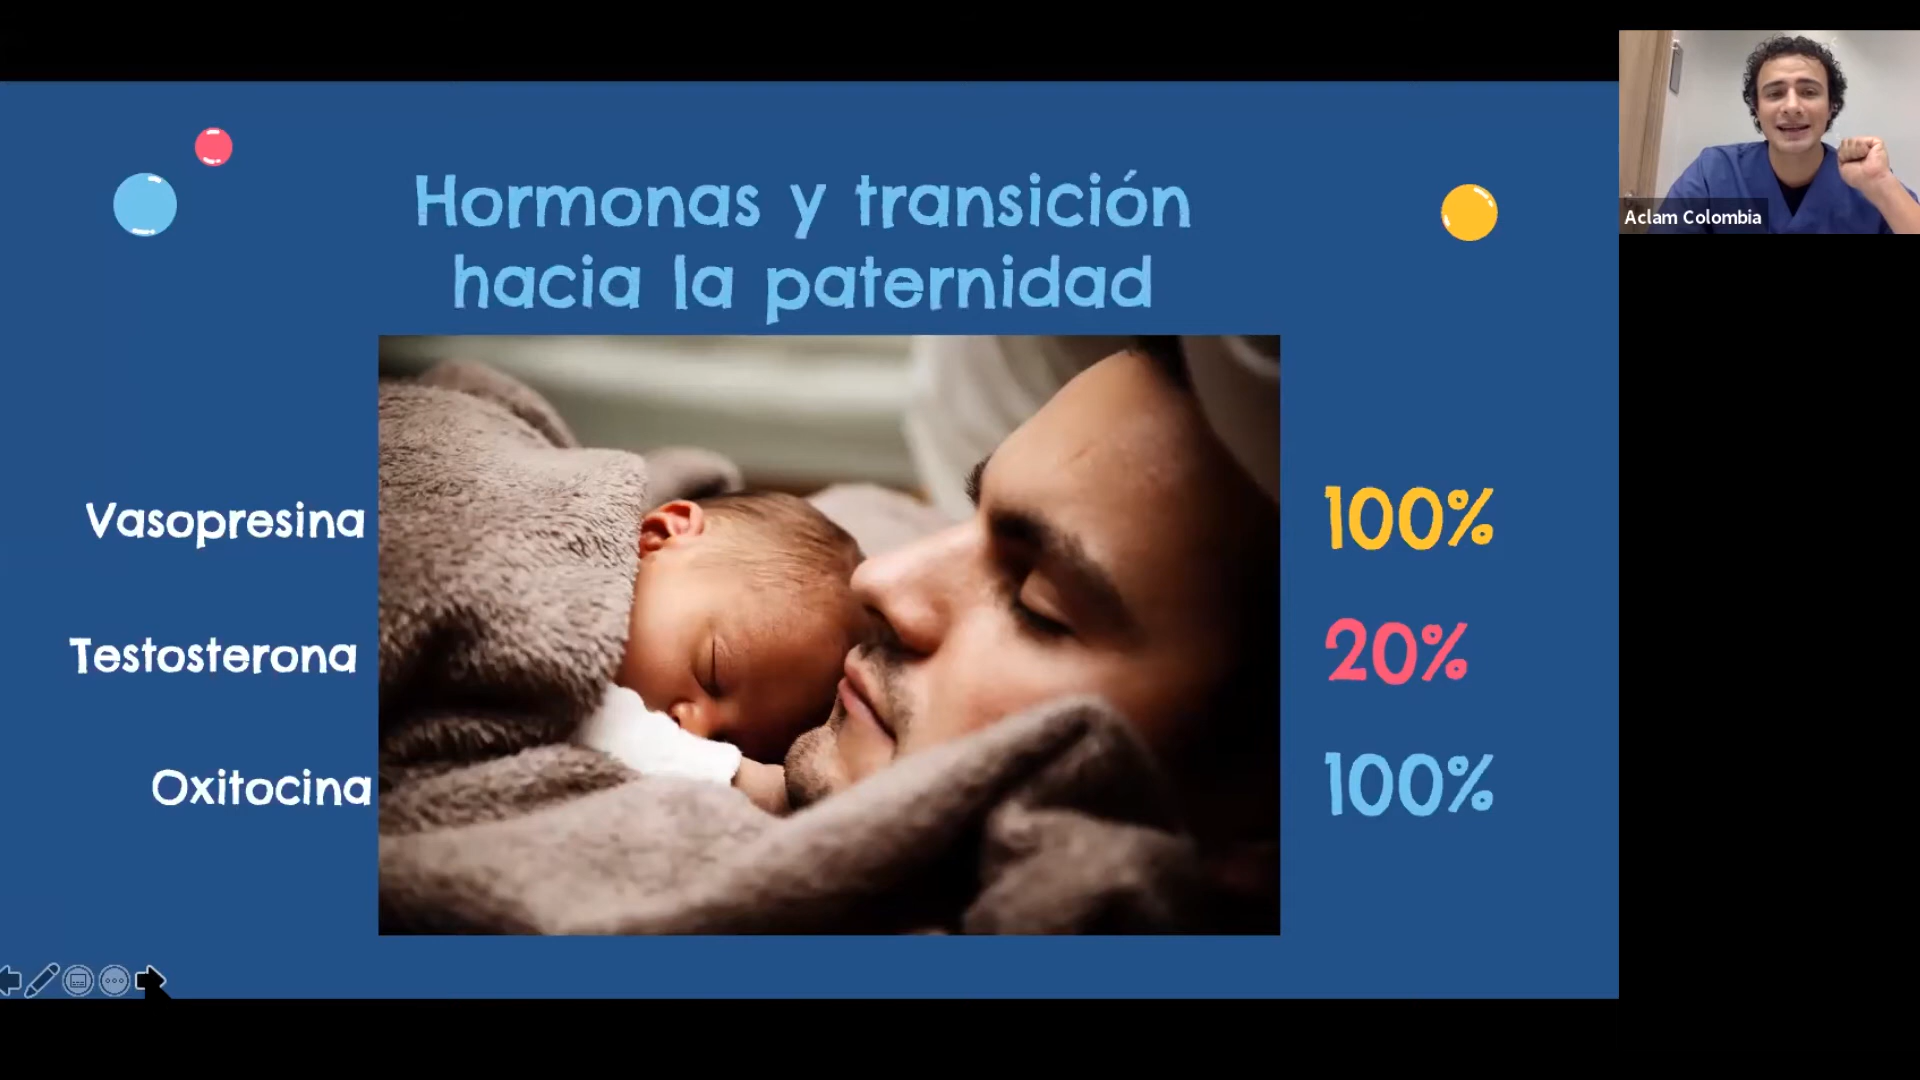 Hormonas y transición
hacia la paternidad
Vasopresina
100%
Testosterona
20%
Oxitocina
100%
Aclam Colombia